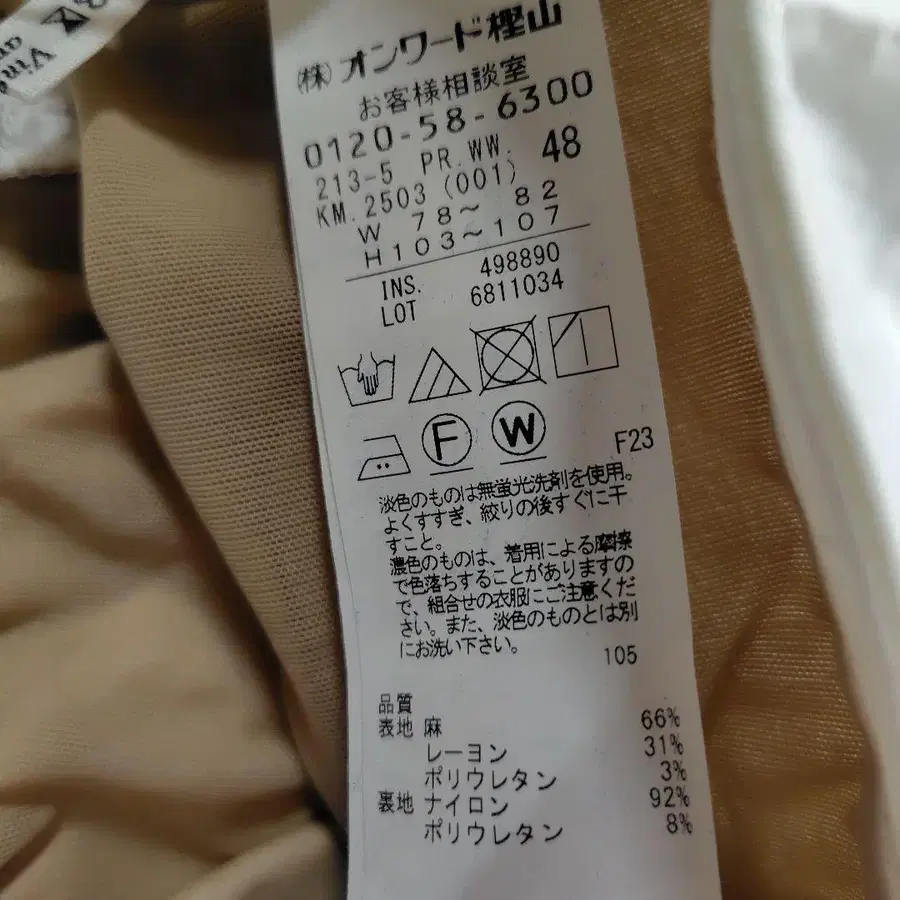 (株)オンワード樫山
お客様相談室
0120-58-6300
213-5 PR.WW. 48
KM.2503 (001)
W 78～ 82
H103～107
INS. 498890
LOT 6811034
F
W
F23
淡色のものは無蛍光洗剤を使用。
よくすすぎ、絞りの後すぐに干
すこと。
濃色のものは、着用による摩擦
で色落ちすることがありますの
で、組合せの衣服にご注意くだ
さい。また、淡色のものとは別
にお洗い下さい。
105
品質
表地 麻 66%
レーヨン 31%
ポリウレタン 3%
裏地 ナイロン 92%
ポリウレタン 8%